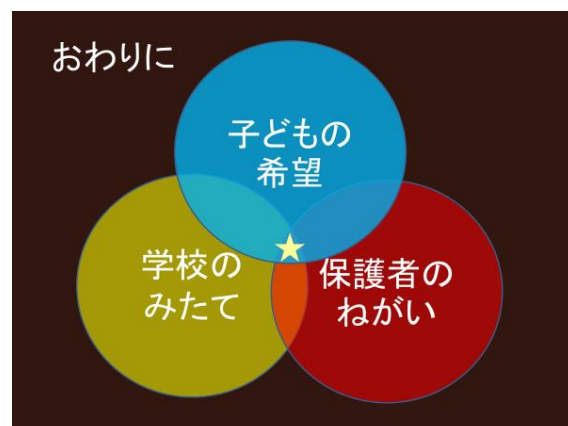 おわりに
子どもの
希望
学校の
みたて
保護者の
ねがい